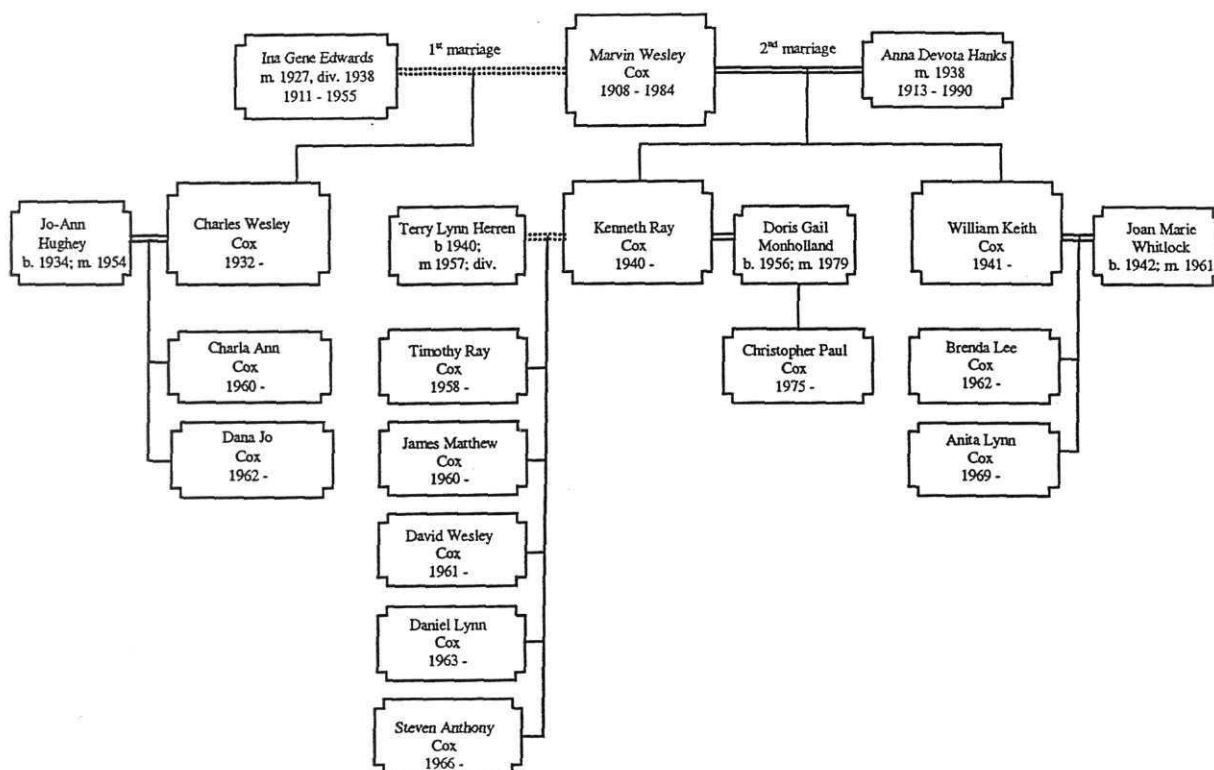 Ina Gene Edwards
m. 1927, div. 1938
1911 - 1955
1st marriage
Marvin Wesley
Cox
1908 - 1984
2nd marriage
Anna Devota Hanks
m. 1938
1913 - 1990
Jo-Ann
Hughey
b. 1934; m. 1954
Charles Wesley
Cox
1932 -
Terry Lynn Herren
b 1940;
m 1957; div.
Kenneth Ray
Cox
1940 -
Doris Gail
Monholland
b. 1956; m. 1979
William Keith
Cox
1941 -
Joan Marie
Whitlock
b. 1942; m. 1961
Charla Ann
Cox
1960 -
Dana Jo
Cox
1962 -
Timothy Ray
Cox
1958 -
James Matthew
Cox
1960 -
David Wesley
Cox
1961 -
Daniel Lynn
Cox
1963 -
Steven Anthony
Cox
1966 -
Christopher Paul
Cox
1975 -
Brenda Lee
Cox
1962 -
Anita Lynn
Cox
1969 -